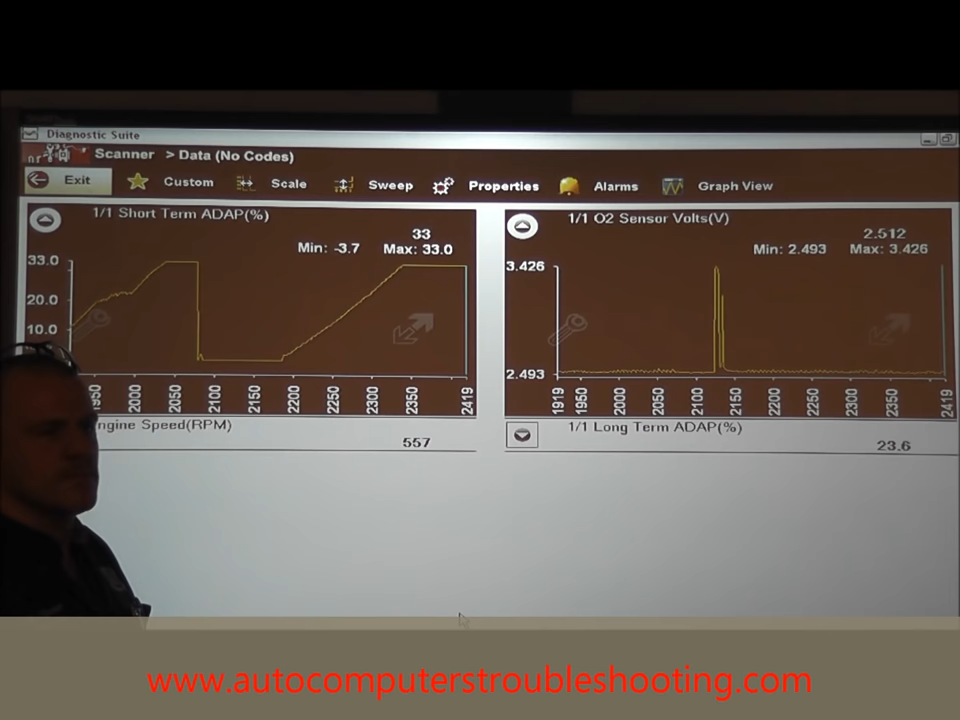 Diagnostic Suite
Scanner > Data (No Codes)
Exit Custom Scale Sweep Properties Alarms Graph View
1/1 Short Term ADAP(%)
33
Min: -3.7 Max: 33.0
33.0
20.0
10.0
2000 2050 2100 2150 2200 2250 2300 2350 2419
ngine Speed(RPM)
557
1/1 O2 Sensor Volts(V)
2.512
Min: 2.493 Max: 3.426
3.426
2.493
1919 1950 2000 2050 2100 2150 2200 2250 2300 2350 2419
1/1 Long Term ADAP(%)
23.6
www.autocomputerstroubleshooting.com